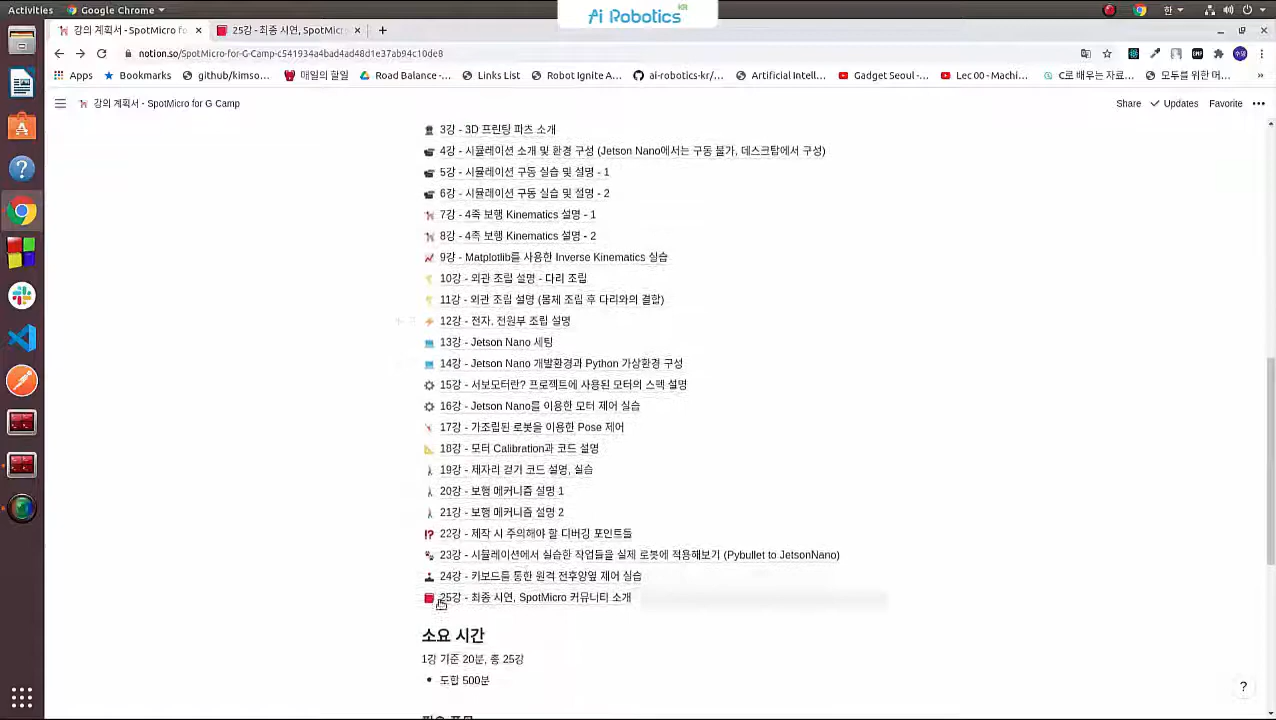 Activities
Google Chrome
Ai Robotics KR
한
강의 계획서 - SpotMicro fo
25강 - 최종 시연, SpotMicro
notion.so/SpotMicro-for-G-Camp-c541934a4bad4ad48d1e37ab94c10de8
Apps
Bookmarks
github/kimso...
매일의 할일
Road Balance -...
Links List
Robot Ignite A...
ai-robotics-kr/...
Artificial Intell...
Gadget Seoul -...
Lec 00 - Machi...
C로 배우는 자료...
모두를 위한 머...
»
강의 계획서 - SpotMicro for G Camp
Share
Updates
Favorite
3강 - 3D 프린팅 파츠 소개
4강 - 시뮬레이션 소개 및 환경 구성 (Jetson Nano에서는 구동 불가, 데스크탑에서 구성)
5강 - 시뮬레이션 구동 실습 및 설명 - 1
6강 - 시뮬레이션 구동 실습 및 설명 - 2
7강 - 4족 보행 Kinematics 설명 - 1
8강 - 4족 보행 Kinematics 설명 - 2
9강 - Matplotlib를 사용한 Inverse Kinematics 실습
10강 - 외관 조립 설명 - 다리 조립
11강 - 외관 조립 설명 (몸체 조립 후 다리와의 결합)
12강 - 전자, 전원부 조립 설명
13강 - Jetson Nano 세팅
14강 - Jetson Nano 개발환경과 Python 가상환경 구성
15강 - 서보모터란? 프로젝트에 사용된 모터의 스펙 설명
16강 - Jetson Nano를 이용한 모터 제어 실습
17강 - 가조립된 로봇을 이용한 Pose 제어
18강 - 모터 Calibration과 코드 설명
19강 - 제자리 걷기 코드 설명, 실습
20강 - 보행 메커니즘 설명 1
21강 - 보행 메커니즘 설명 2
22강 - 제작 시 주의해야 할 디버깅 포인트들
23강 - 시뮬레이션에서 실습한 작업들을 실제 로봇에 적용해보기 (Pybullet to JetsonNano)
24강 - 키보드를 통한 원격 전후양옆 제어 실습
25강 - 최종 시연, SpotMicro 커뮤니티 소개
소요 시간
1강 기준 20분, 총 25강
• 도합 500분
?